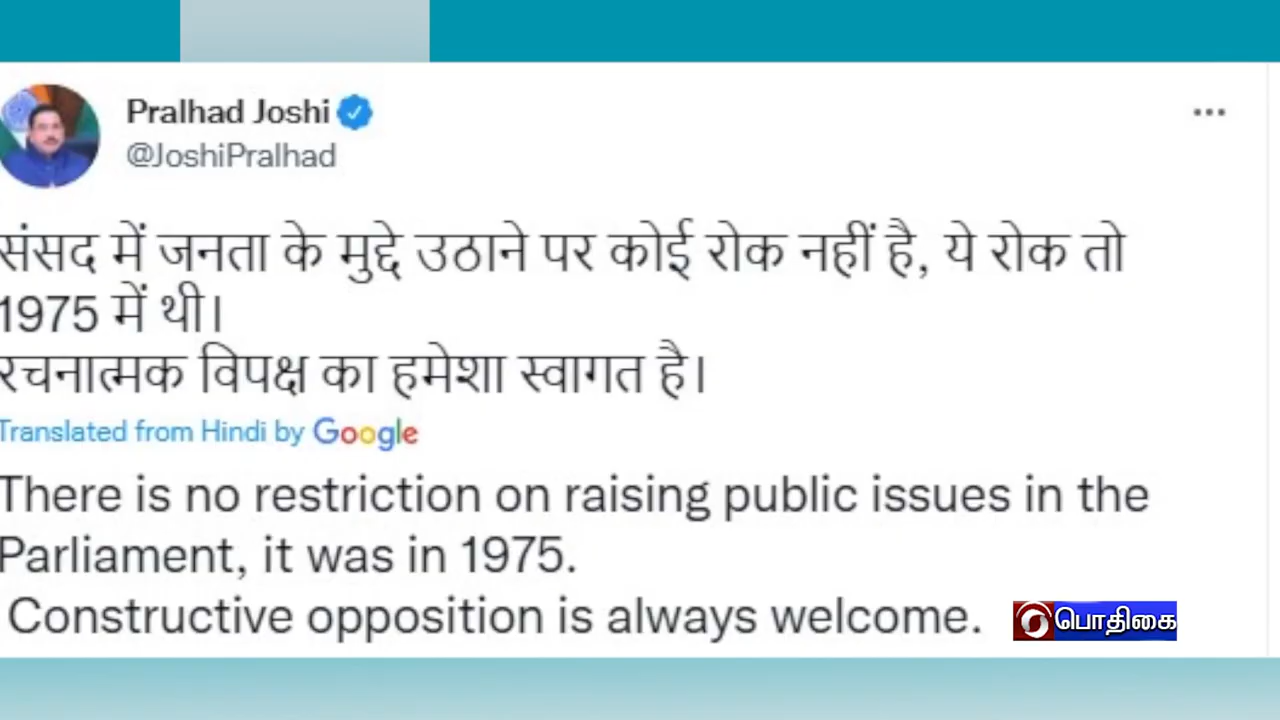 Pralhad Joshi
@JoshiPralhad
संसद में जनता के मुद्दे उठाने पर कोई रोक नहीं है, ये रोक तो
1975 में थी।
रचनात्मक विपक्ष का हमेशा स्वागत है।
Translated from Hindi by Google
There is no restriction on raising public issues in the
Parliament, it was in 1975.
Constructive opposition is always welcome.
பொதிகை